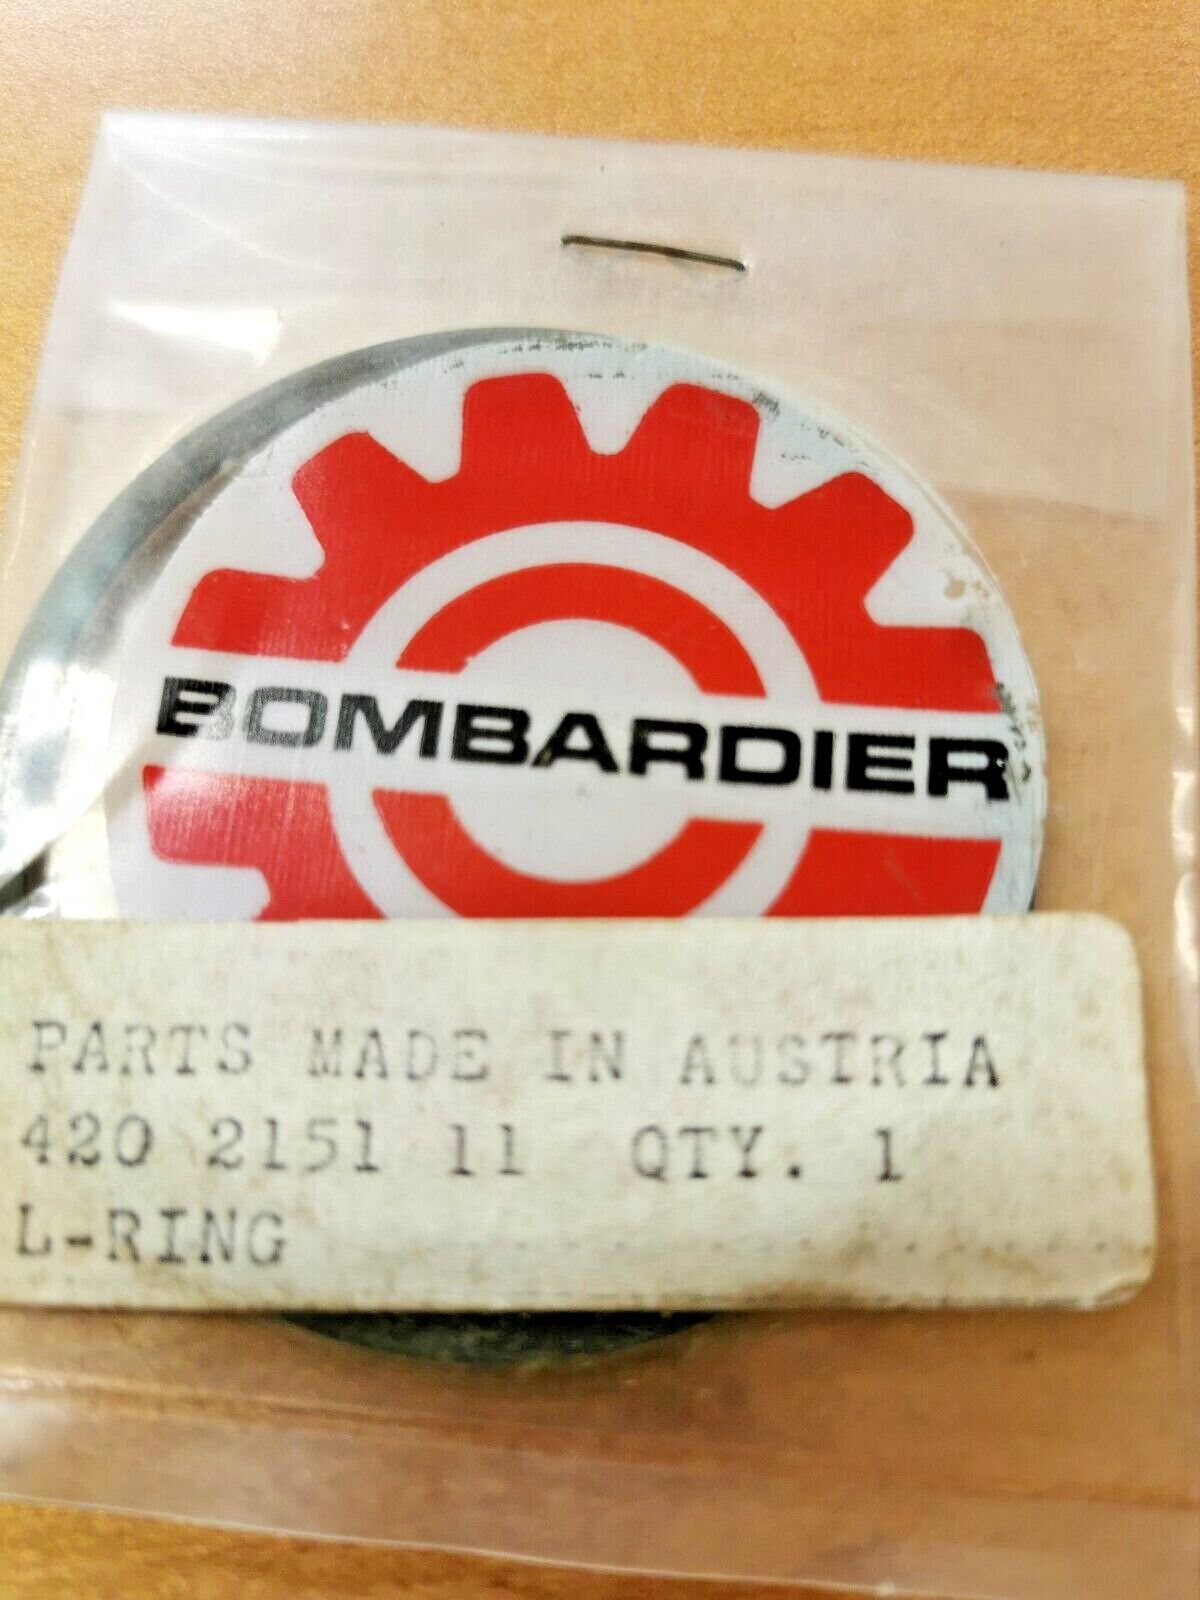 BOMBARDIER
PARTS MADE IN AUSTRIA
420 2151 11 QTY. 1
L-RING